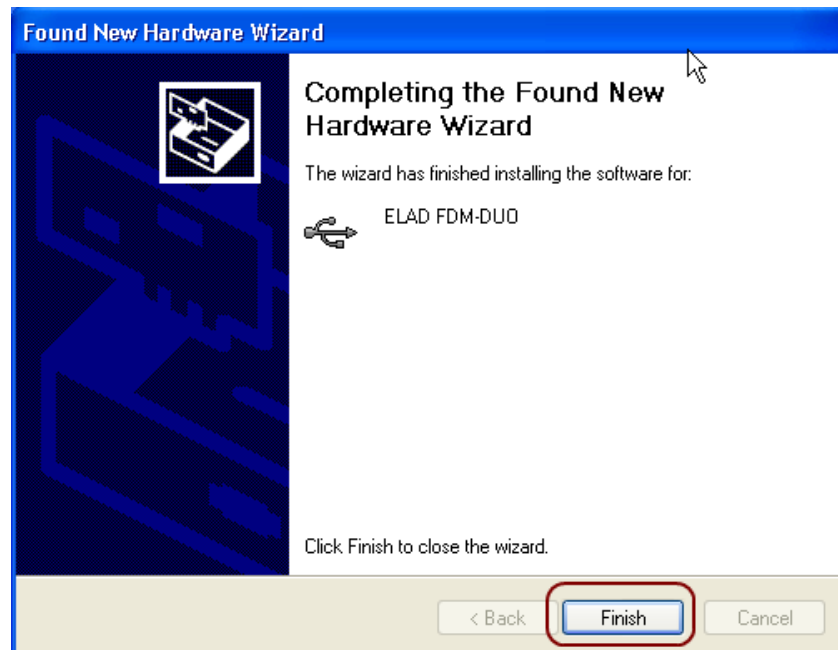 Found New Hardware Wizard
Completing the Found New
Hardware Wizard
The wizard has finished installing the software for:
ELAD FDM-DUO
Click Finish to close the wizard.
< Back Finish Cancel